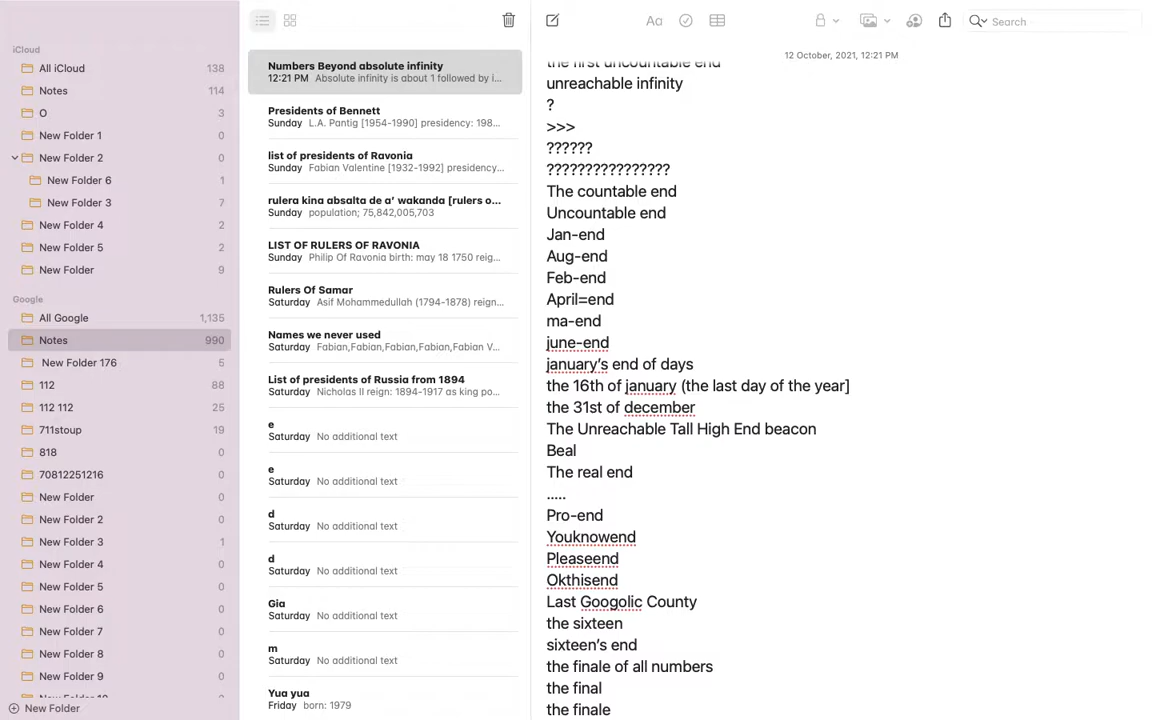 iCloud
All iCloud 138
Notes 114
O 3
New Folder 1 0
New Folder 2 0
New Folder 6 1
New Folder 3 7
New Folder 4 2
New Folder 5 2
New Folder 9
Google
All Google 1,135
Notes 990
New Folder 176 5
112 88
112 112 25
711stoup 19
818 0
70812251216 0
New Folder 0
New Folder 2 0
New Folder 3 1
New Folder 4 0
New Folder 5 0
New Folder 6 0
New Folder 7 0
New Folder 8 0
New Folder 9 0
New Folder
Numbers Beyond absolute infinity
12:21 PM Absolute infinity is about 1 followed by i...
Presidents of Bennett
Sunday L.A. Pantig [1954-1990] presidency: 198...
list of presidents of Ravonia
Sunday Fabian Valentine [1932-1992] presidency...
rulera kina absalta de a' wakanda [rulers o...
Sunday population; 75,842,005,703
LIST OF RULERS OF RAVONIA
Sunday Philip Of Ravonia birth: may 18 1750 reig...
Rulers Of Samar
Saturday Asif Mohammedullah (1794-1878) reign...
Names we never used
Saturday Fabian,Fabian,Fabian,Fabian,Fabian V...
List of presidents of Russia from 1894
Saturday Nicholas II reign: 1894-1917 as king po...
e
Saturday No additional text
e
Saturday No additional text
d
Saturday No additional text
d
Saturday No additional text
Gia
Saturday No additional text
m
Saturday No additional text
Yua yua
Friday born: 1979
Aa
Search
12 October, 2021, 12:21 PM
the first uncountable end
unreachable infinity
?
>>>
??????
????????????????
The countable end
Uncountable end
Jan-end
Aug-end
Feb-end
April=end
ma-end
june-end
january's end of days
the 16th of january (the last day of the year]
the 31st of december
The Unreachable Tall High End beacon
Beal
The real end
.....
Pro-end
Youknowend
Pleaseend
Okthisend
Last Googolic County
the sixteen
sixteen's end
the finale of all numbers
the final
the finale